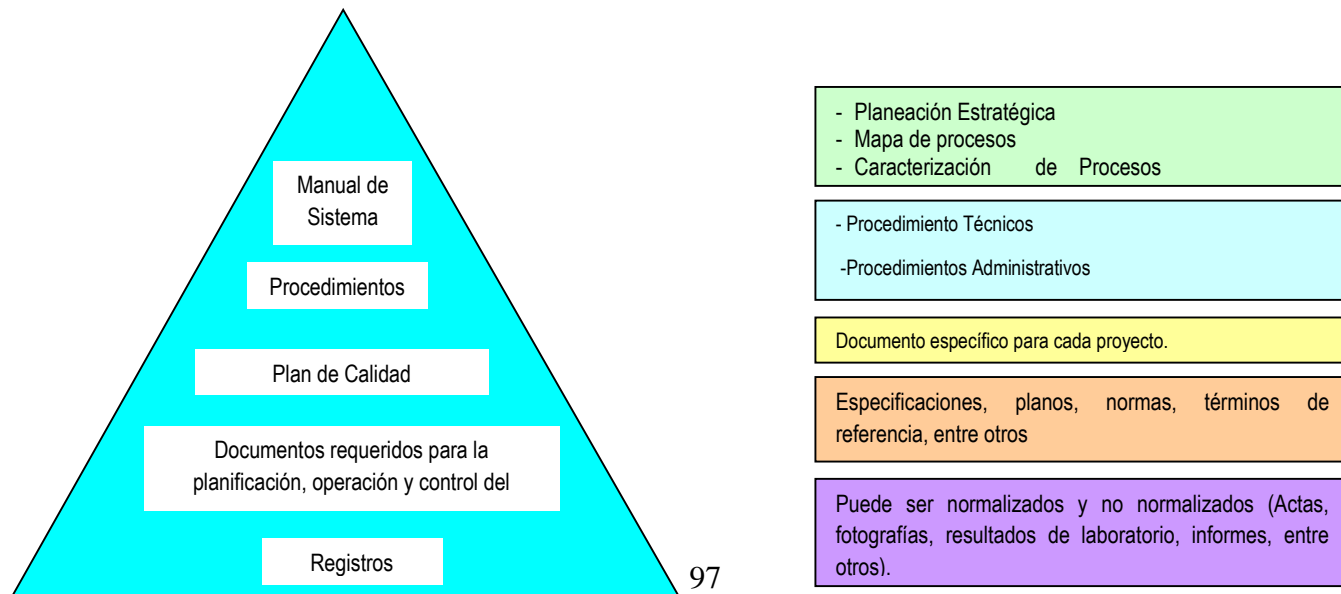 Manual de
Sistema
Procedimientos
Plan de Calidad
Documentos requeridos para la
planificación, operación y control del
Registros
97
- Planeación Estratégica
- Mapa de procesos
- Caracterización de Procesos
- Procedimiento Técnicos
-Procedimientos Administrativos
Documento específico para cada proyecto.
Especificaciones, planos, normas, términos de
referencia, entre otros
Puede ser normalizados y no normalizados (Actas,
fotografías, resultados de laboratorio, informes, entre
otros).